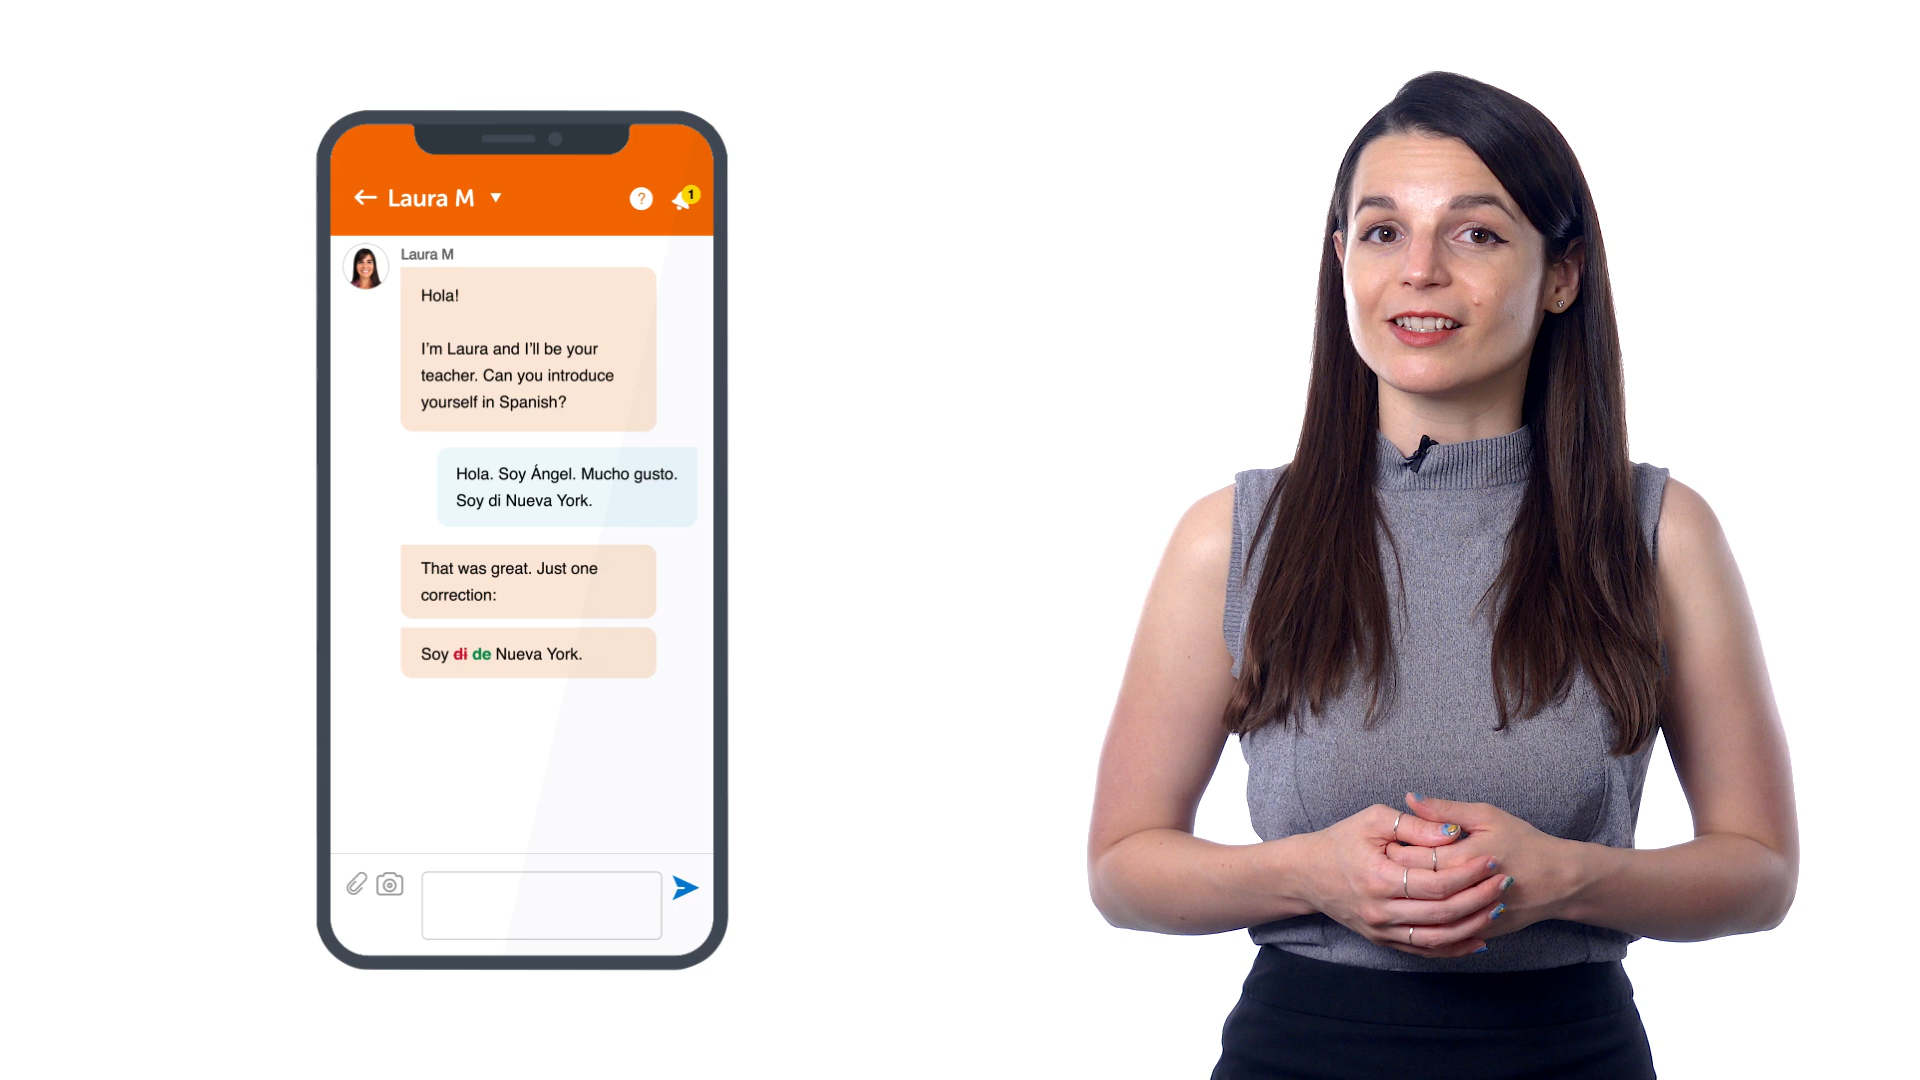 Laura M
?
1
Laura M
Hola!
I'm Laura and I'll be your
teacher. Can you introduce
yourself in Spanish?
Hola. Soy Ángel. Mucho gusto.
Soy di Nueva York.
That was great. Just one
correction:
Soy di de Nueva York.